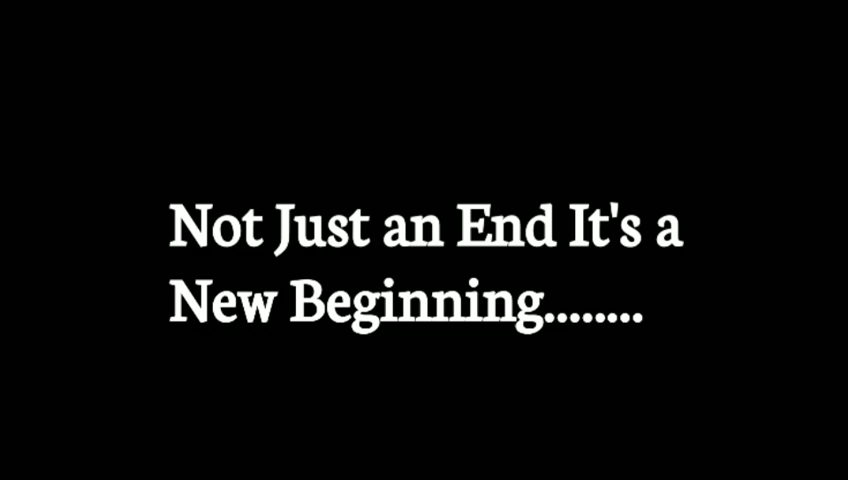 Not Just an End It's a
New Beginning........